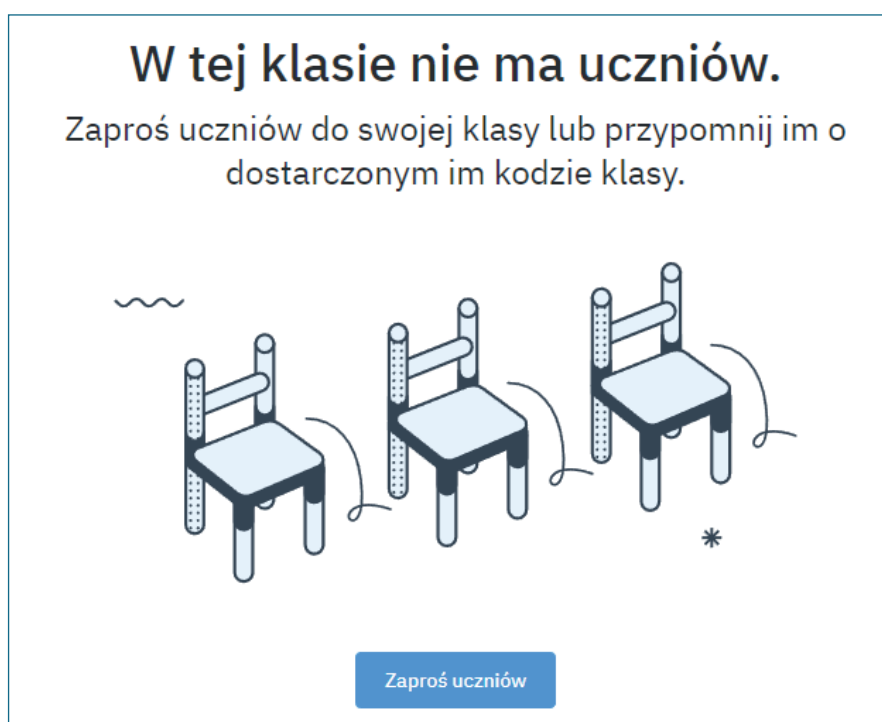 W tej klasie nie ma uczniów.
Zaproś uczniów do swojej klasy lub przypomnij im o
dostarczonym im kodzie klasy.
Zaproś uczniów